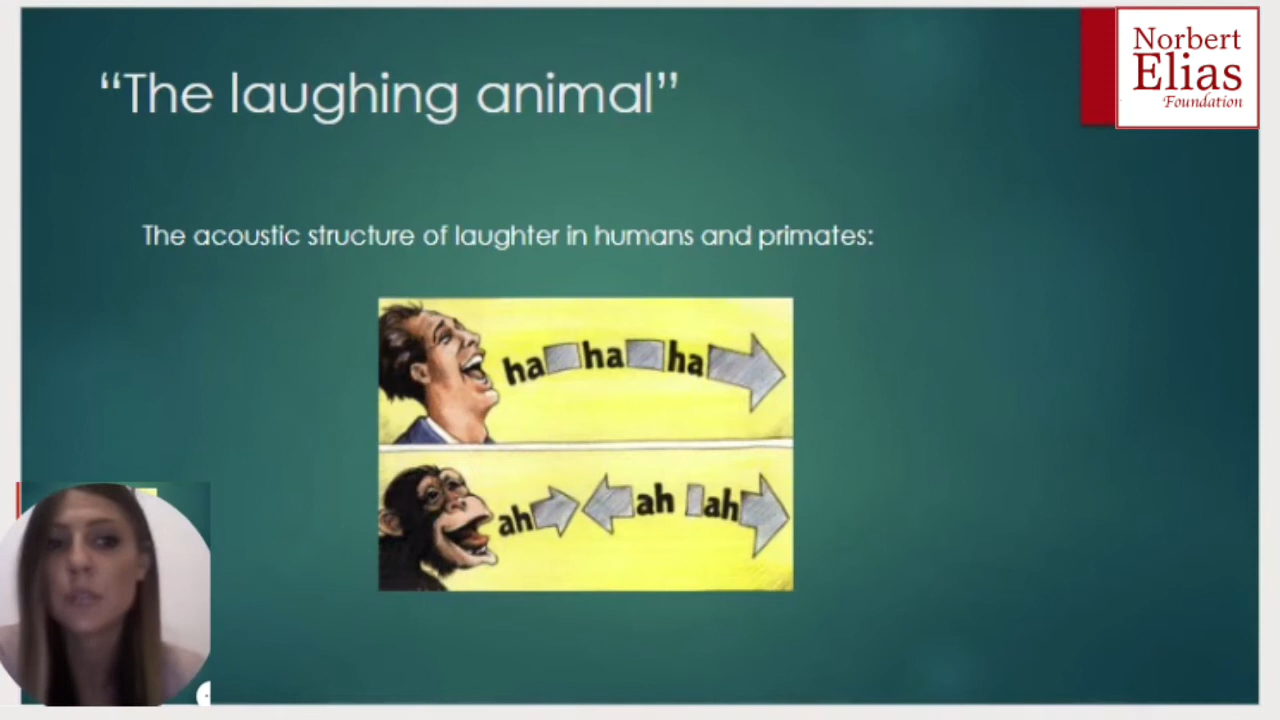 “The laughing animal”
Norbert
Elias
Foundation
The acoustic structure of laughter in humans and primates:
ha ha ha
ah ah ah